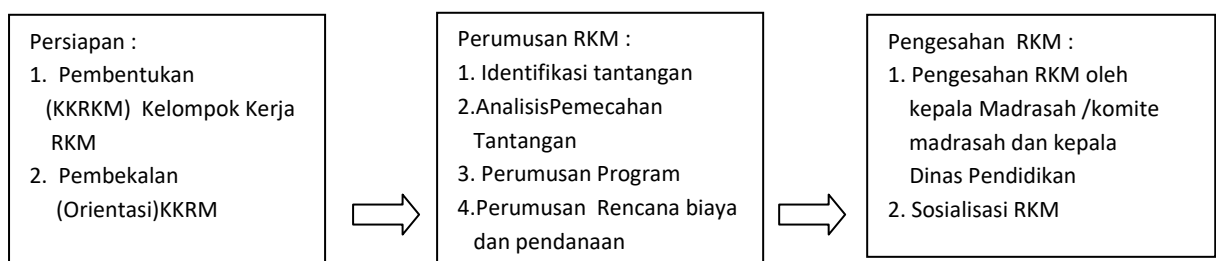 Persiapan :
1. Pembentukan
(KKRKM) Kelompok Kerja
RKM
2. Pembekalan
(Orientasi)KKRM
Perumusan RKM :
1. Identifikasi tantangan
2.AnalisisPemecahan
Tantangan
3. Perumusan Program
4.Perumusan Rencana biaya
dan pendanaan
Pengesahan RKM :
1. Pengesahan RKM oleh
kepala Madrasah /komite
madrasah dan kepala
Dinas Pendidikan
2. Sosialisasi RKM